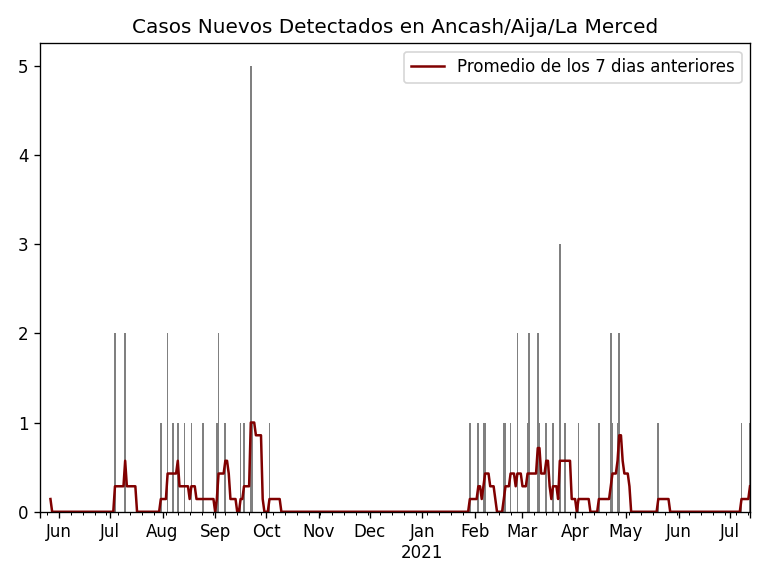 Casos Nuevos Detectados en Ancash/Aija/La Merced
Promedio de los 7 dias anteriores
5
4
3
2
1
0
Jun Jul Aug Sep Oct Nov Dec Jan Feb Mar Apr May Jun Jul
2021